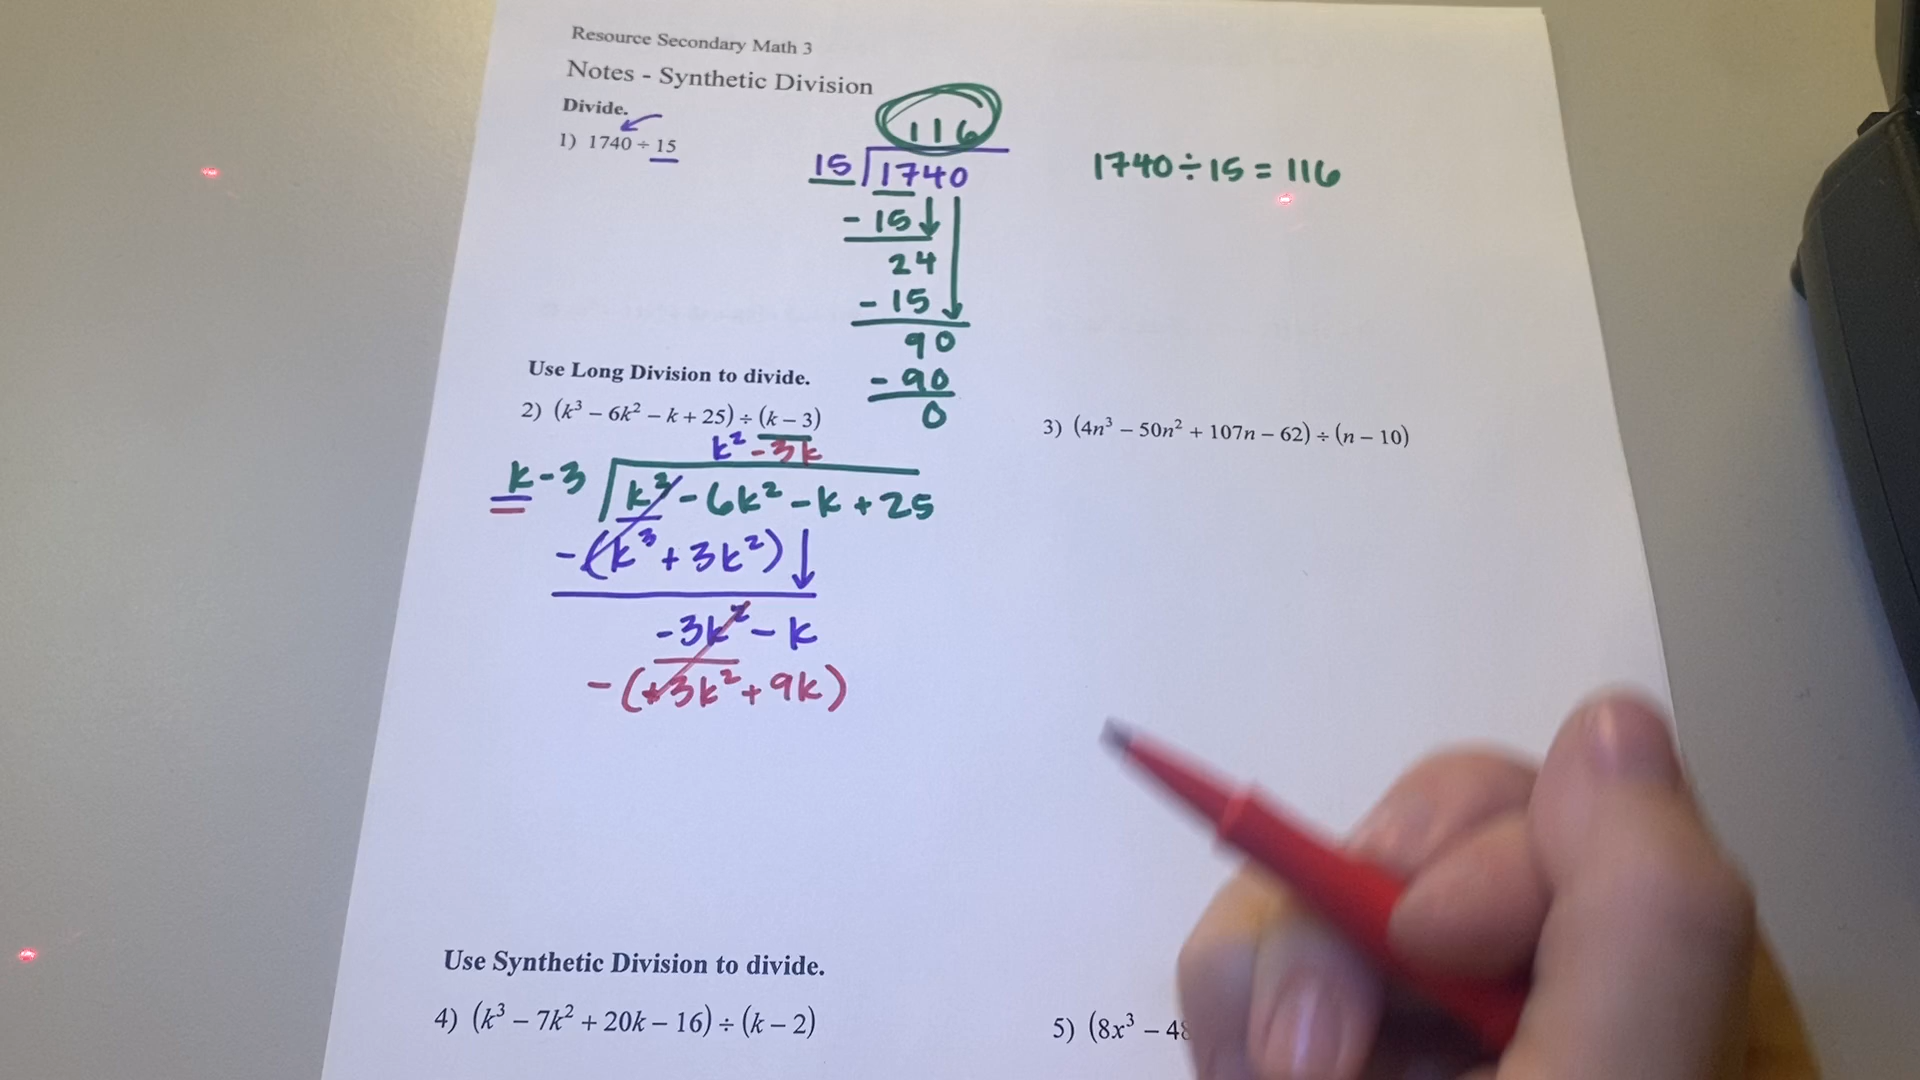 Resource Secondary Math 3
Notes - Synthetic Division
Divide.
1) 1740 ÷ 15
116
15 1740
- 15
24
- 15
90
- 90
0
1740 ÷ 15 = 116
Use Long Division to divide.
2) (k³ – 6k² – k + 25) ÷ (k – 3)
k² - 3k
k - 3 k³ - 6k² - k + 25
-(k³ + 3k²)
-3k² - k
-(+3k² + 9k)
3) (4n³ – 50n² + 107n – 62) ÷ (n – 10)
Use Synthetic Division to divide.
4) (k³ – 7k² + 20k – 16) ÷ (k – 2)
5) (8x³ – 4